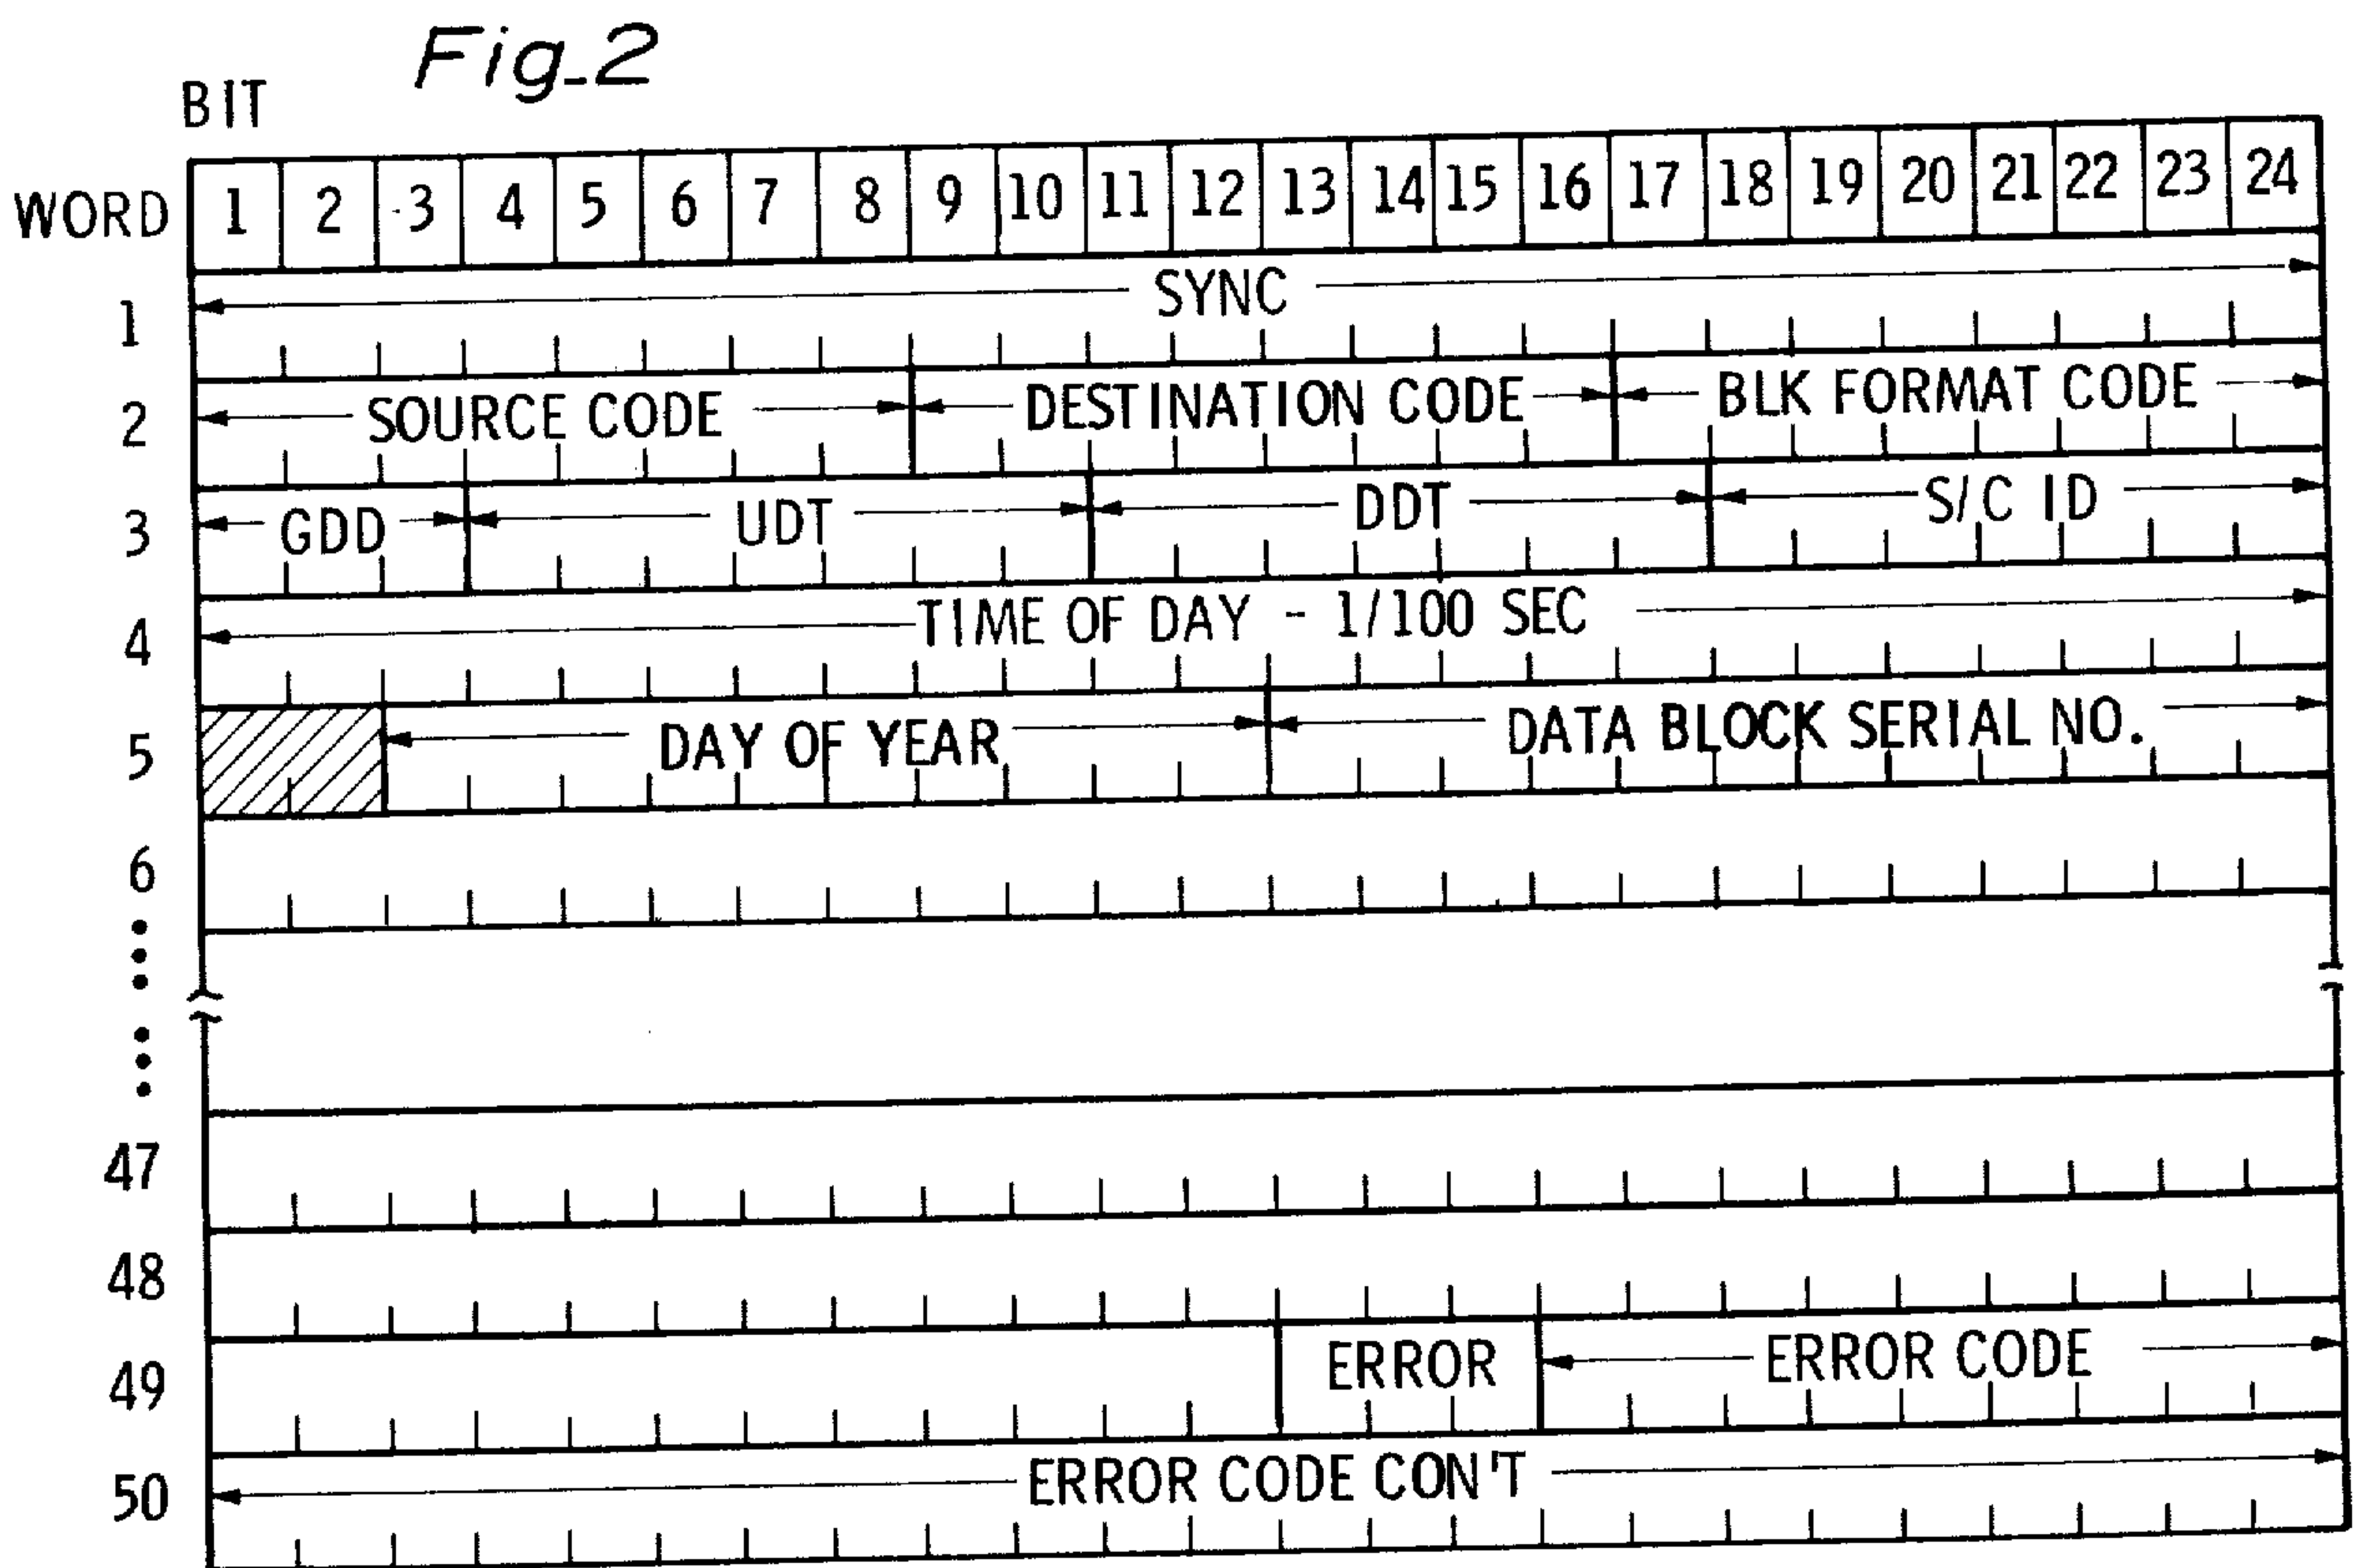 Fig_2
BIT
WORD 1 2 3 4 5 6 7 8 9 10 11 12 13 14 15 16 17 18 19 20 21 22 23 24
1 SYNC
2 SOURCE CODE DESTINATION CODE BLK FORMAT CODE
3 GDD UDT DDT S/C ID
4 TIME OF DAY - 1/100 SEC
5 DAY OF YEAR DATA BLOCK SERIAL NO.
6
47
48
49 ERROR ERROR CODE
50 ERROR CODE CON'T